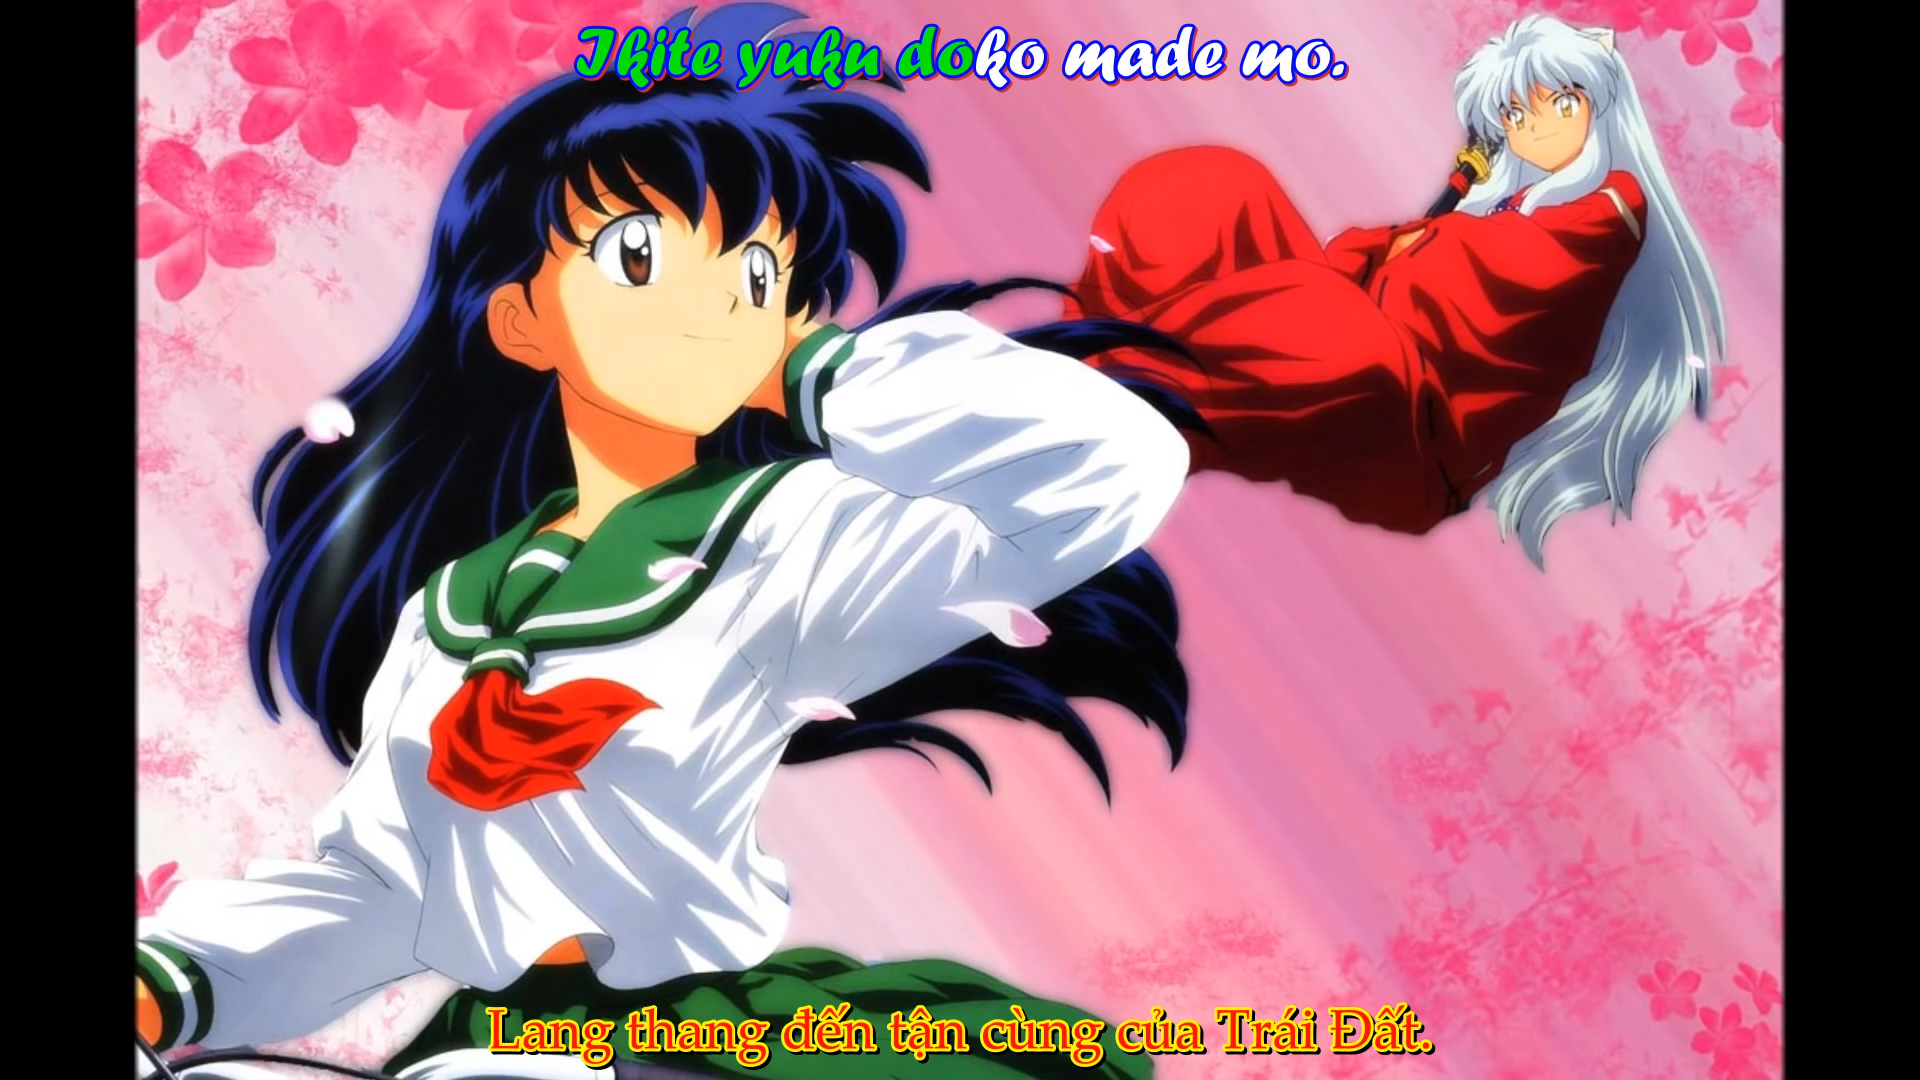 Ikite yuku doko made mo.
Lang thang đến tận cùng của Trái Đất.